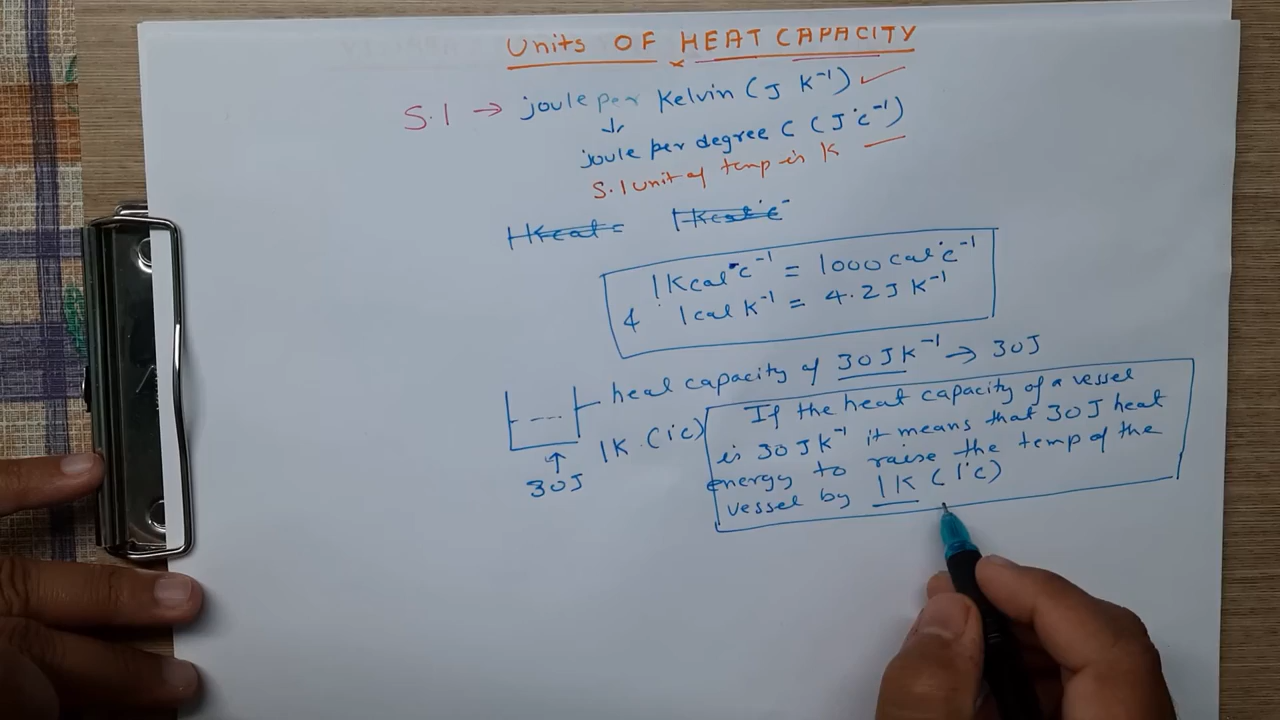 Units OF HEAT CAPACITY
S.I → joule per Kelvin (J K⁻¹) ✓
↓
joule per degree C (J °c⁻¹)
S.I unit of temp is K
1Kcal °c⁻¹ = 1000 cal °c⁻¹
& 1cal K⁻¹ = 4.2 J K⁻¹
heat capacity of 30 J K⁻¹ → 30 J
1K (1°c)
30J
If the heat capacity of a vessel
is 30 J K⁻¹ it means that 30 J heat
energy to raise the temp of the
vessel by 1K (1°c)